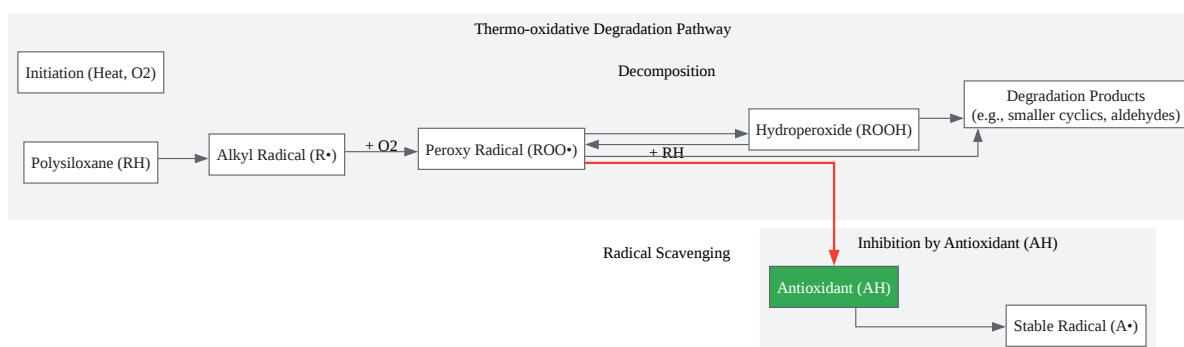 Thermo-oxidative Degradation Pathway
Initiation (Heat, O2)
Decomposition
Degradation Products
(e.g., smaller cyclics, aldehydes)
Hydroperoxide (ROOH)
Polysiloxane (RH)
Alkyl Radical (R•)
+ O2
Peroxy Radical (ROO•)
+ RH
Radical Scavenging
Inhibition by Antioxidant (AH)
Antioxidant (AH)
Stable Radical (A•)